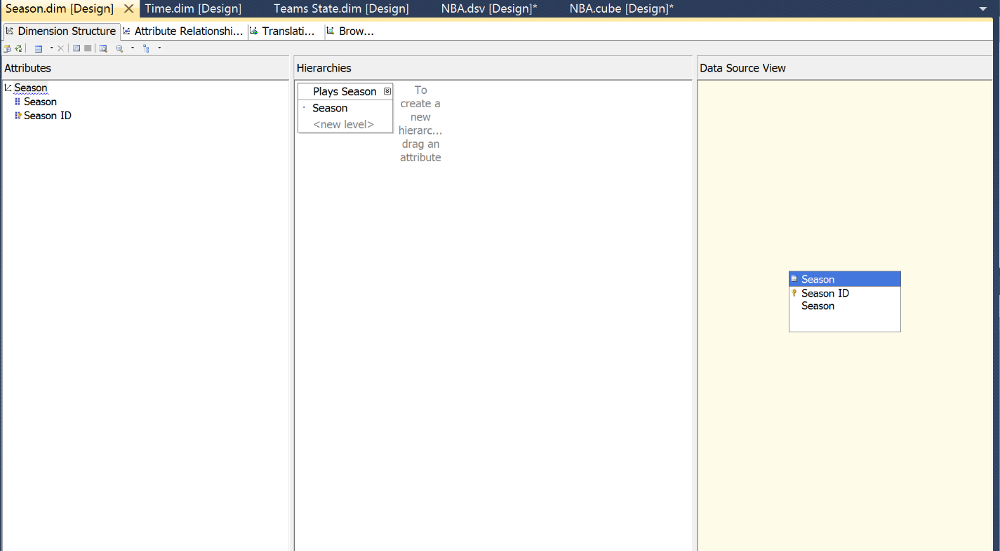 Season.dim [Design] Time.dim [Design] Teams State.dim [Design] NBA.dsv [Design]* NBA.cube [Design]*
Dimension Structure Attribute Relationshi... Translati... Brow...
Attributes
Season
Season
Season ID
Hierarchies
Plays Season
Season
<new level>
To
create a
new
hierarc...
drag an
attribute
Data Source View
Season
Season ID
Season